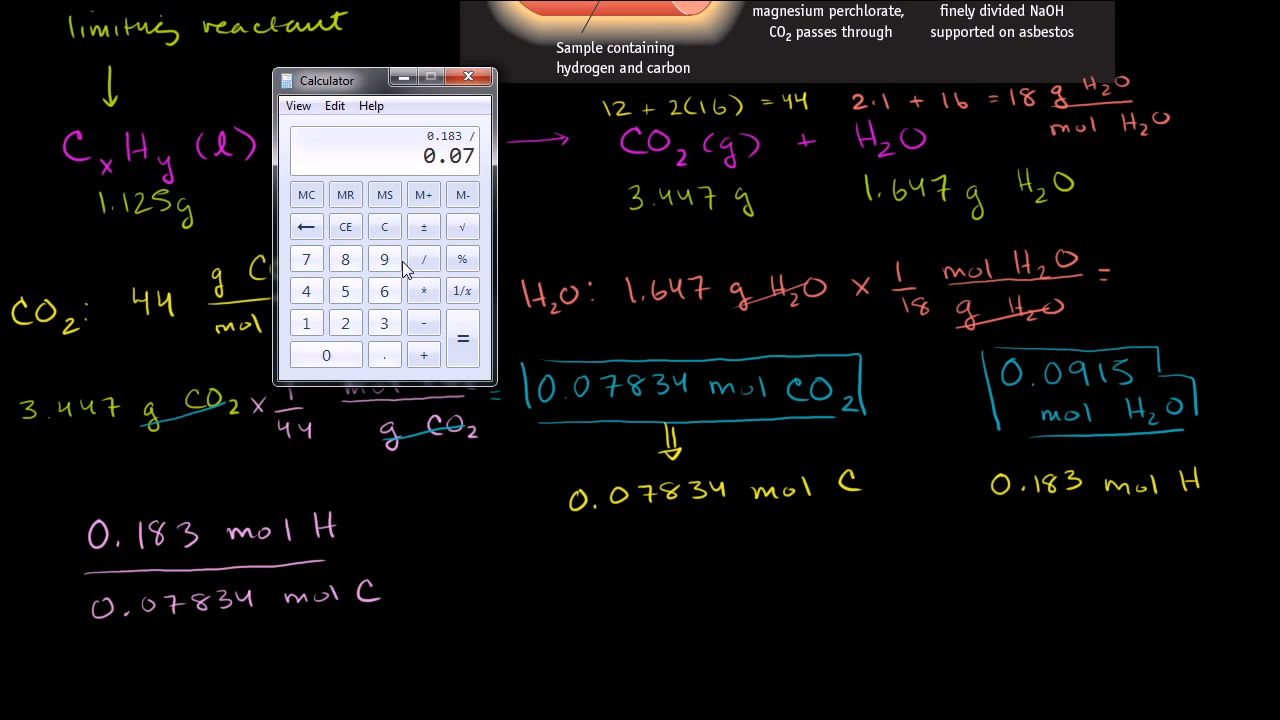 limiting reactant
magnesium perchlorate,
CO₂ passes through
finely divided NaOH
supported on asbestos
Sample containing
hydrogen and carbon
Calculator
View Edit Help
0.183 /
0.07
MC MR MS M+ M-
← CE C ± √
7 8 9 / %
4 5 6 * 1/x
1 2 3 - =
0 . +
12 + 2(16) = 44
2·1 + 16 = 18 g H₂O
mol H₂O
CxHy (l) → CO₂(g) + H₂O
1.125g 3.447 g 1.647 g H₂O
CO₂: 44 g
mol
H₂O: 1.647 g H₂O × 1/18 mol H₂O / g H₂O =
3.447 g CO₂ × 1/44
g CO₂
= 0.07834 mol CO₂
0.0915
mol H₂O
⇓
0.07834 mol C
0.183 mol H
0.183 mol H
0.07834 mol C